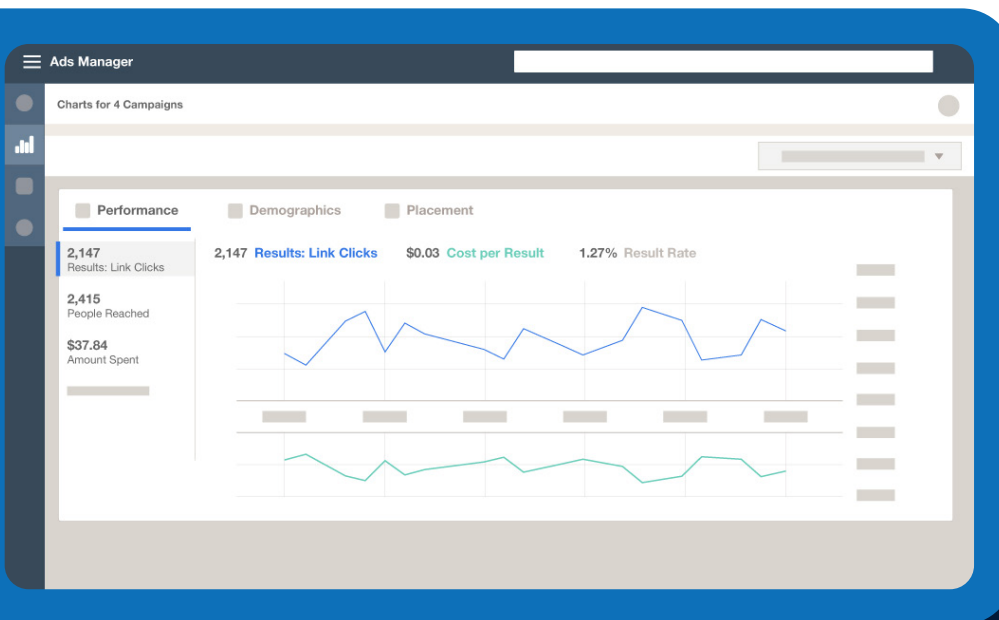 Ads Manager
Charts for 4 Campaigns
Performance
Demographics
Placement
2,147
Results: Link Clicks
2,415
People Reached
$37.84
Amount Spent
2,147 Results: Link Clicks
$0.03 Cost per Result
1.27% Result Rate